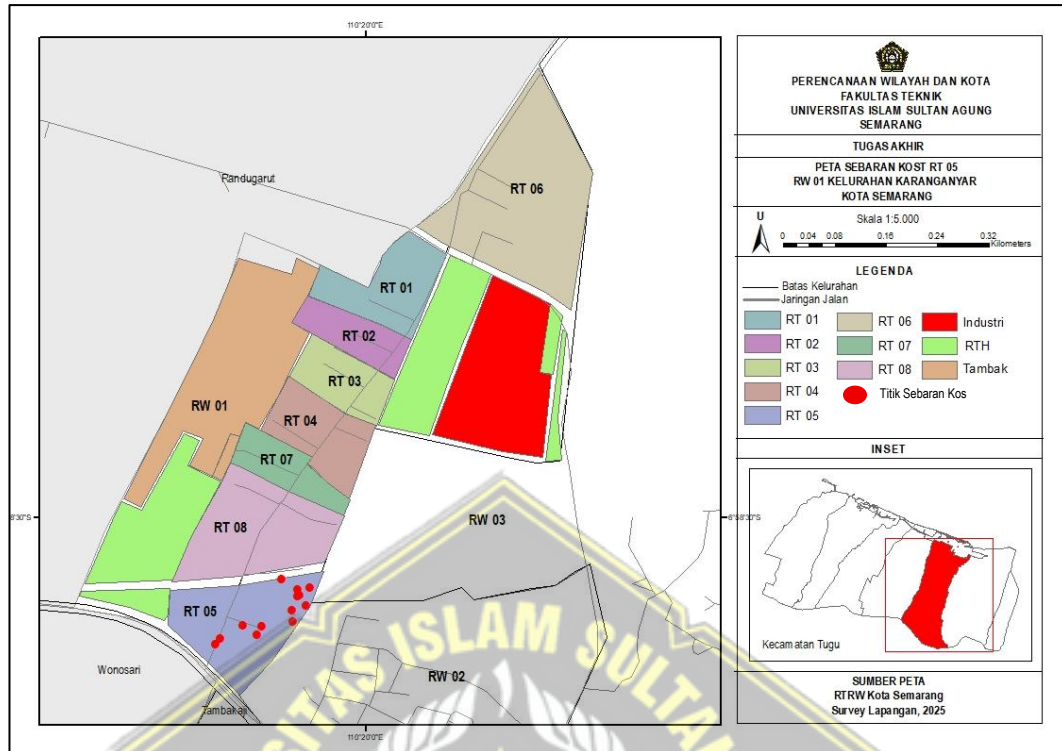 110°20'0"E
Randugarut
RT 06
RT 01
RT 02
RT 03
RW 01
RT 04
RT 07
RT 08
RW 03
RT 05
Wonosari
Tambakaji
RW 02
6°58'30"S
110°20'0"E
ISLAM SUL
PERENCANAAN WILAYAH DAN KOTA
FAKULTAS TEKNIK
UNIVERSITAS ISLAM SULTAN AGUNG
SEMARANG
TUGAS AKHIR
PETA SEBARAN KOST RT 05
RW 01 KELURAHAN KARANGANYAR
KOTA SEMARANG
U
Skala 1:5.000
0 0.04 0.08 0.16 0.24 0.32
Kilometers
LEGENDA
Batas Kelurahan
Jaringan Jalan
RT 01 RT 06 Industri
RT 02 RT 07 RTH
RT 03 RT 08 Tambak
RT 04 Titik Sebaran Kos
RT 05
INSET
Kecamatan Tugu
SUMBER PETA
RTRW Kota Semarang
Survey Lapangan, 2025